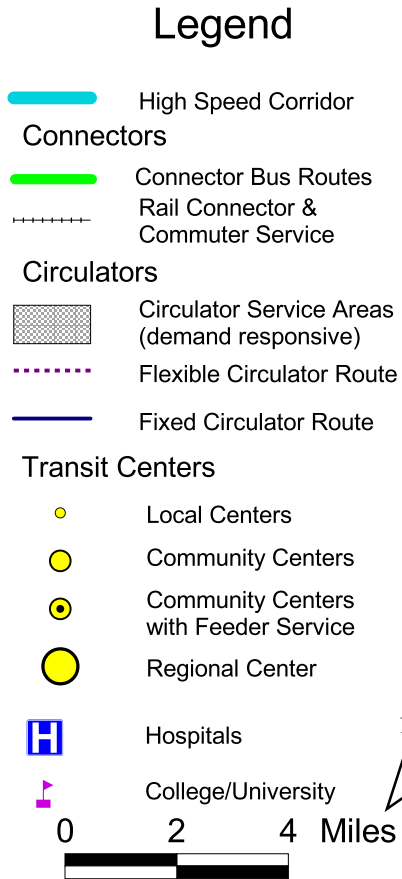 Legend
High Speed Corridor
Connectors
Connector Bus Routes
Rail Connector &
Commuter Service
Circulators
Circulator Service Areas
(demand responsive)
Flexible Circulator Route
Fixed Circulator Route
Transit Centers
Local Centers
Community Centers
Community Centers
with Feeder Service
Regional Center
H Hospitals
College/University
0 2 4 Miles